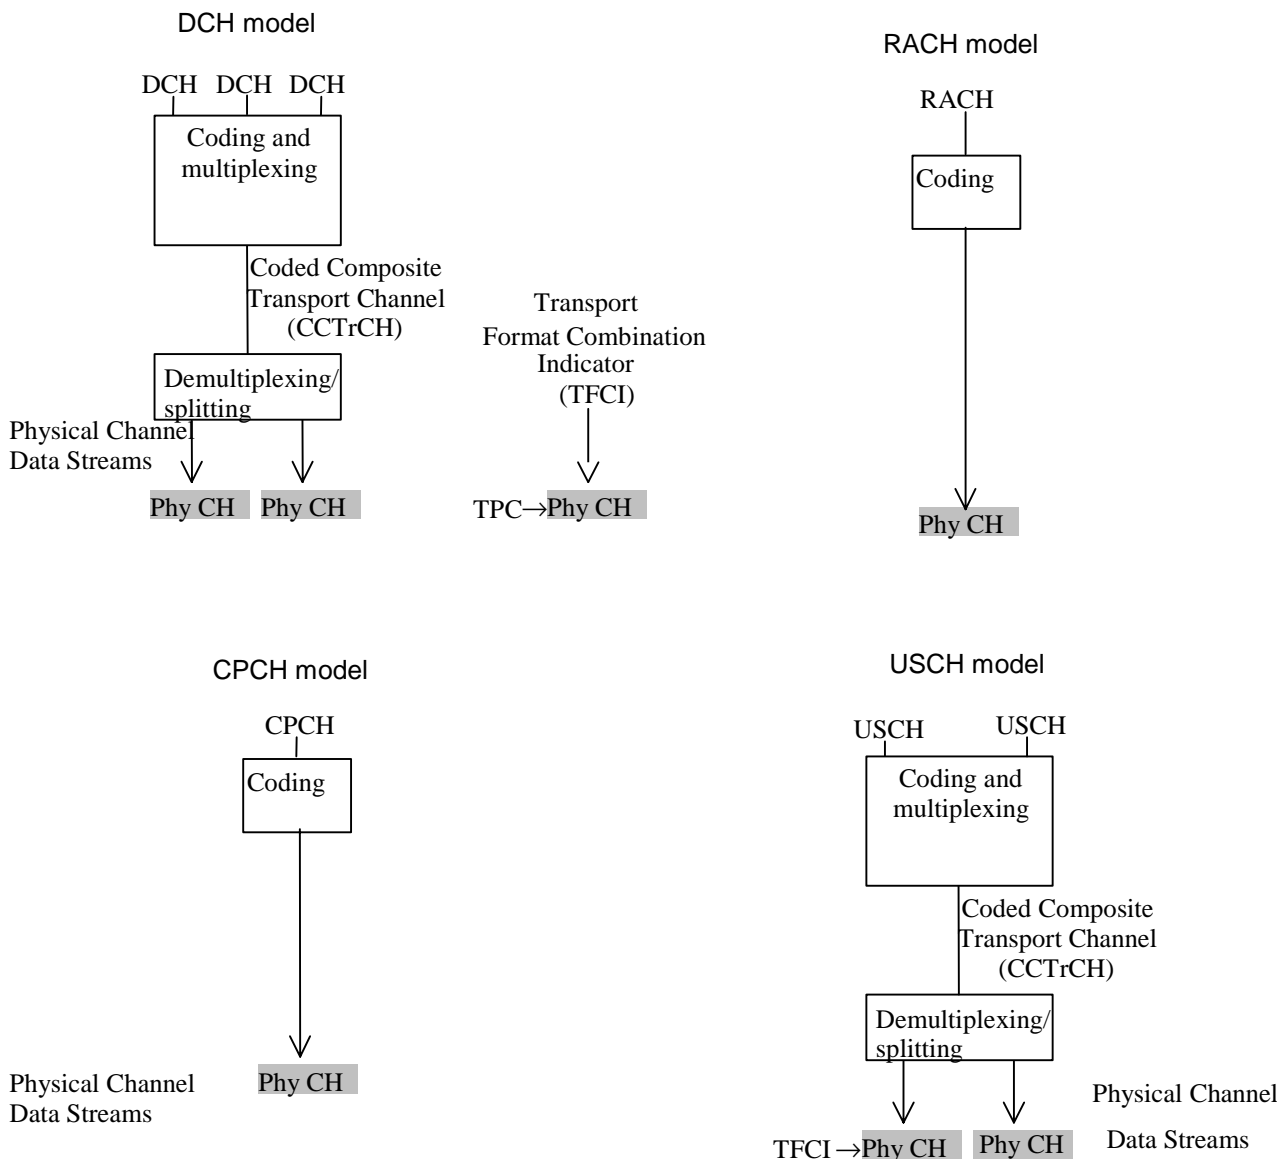 DCH model
DCH DCH DCH
Coding and
multiplexing
Coded Composite
Transport Channel
(CCTrCH)
Demultiplexing/
splitting
Physical Channel
Data Streams
Phy CH Phy CH
Transport
Format Combination
Indicator
(TFCI)
TPC→Phy CH
RACH model
RACH
Coding
Phy CH
CPCH model
CPCH
Coding
Physical Channel
Data Streams
Phy CH
USCH model
USCH USCH
Coding and
multiplexing
Coded Composite
Transport Channel
(CCTrCH)
Demultiplexing/
splitting
Physical Channel
Data Streams
TFCI→Phy CH Phy CH